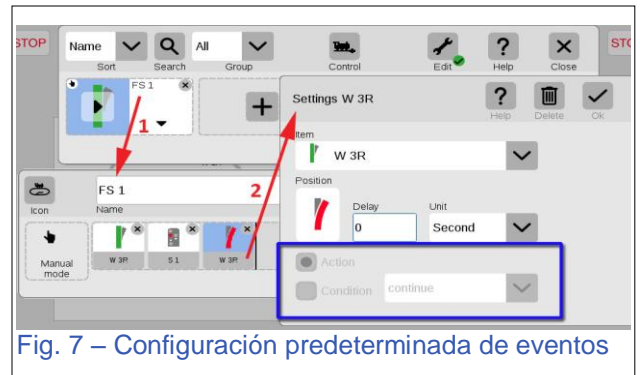 STOP
Name
All
STO
Sort
Search
Group
Control
Edit
Help
Close
FS 1
1
Settings W 3R
Help
Delete
Ok
Item
W 3R
Position
Delay
Unit
0
Second
Action
Condition
continue
FS 1
2
Icon
Name
Manual
mode
W 3R
S 1
W 3R
Fig. 7 – Configuración predeterminada de eventos